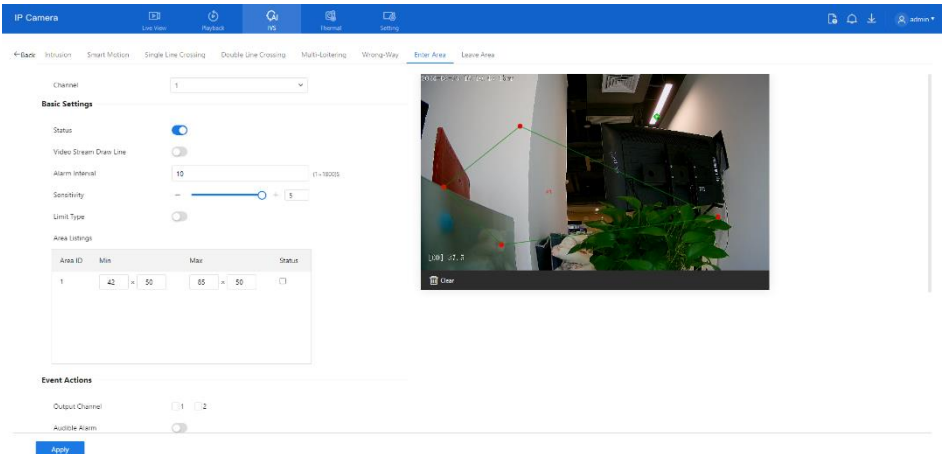 IP Camera
Live View Playback IVS Thermal Setting admin
Back Intrusion Smart Motion Single Line Crossing Double Line Crossing Multi-Loitering Wrong-Way Enter Area Leave Area
Channel 1
Basic Settings
Status
Video Stream Draw Line
Alarm Interval 10 (1~1800)S
Sensitivity − + 5
Limit Type
Area Listings
Area ID Min Max Status
1 42 × 50 65 × 50
Clear
Event Actions
Output Channel 1 2
Audible Alarm
Apply